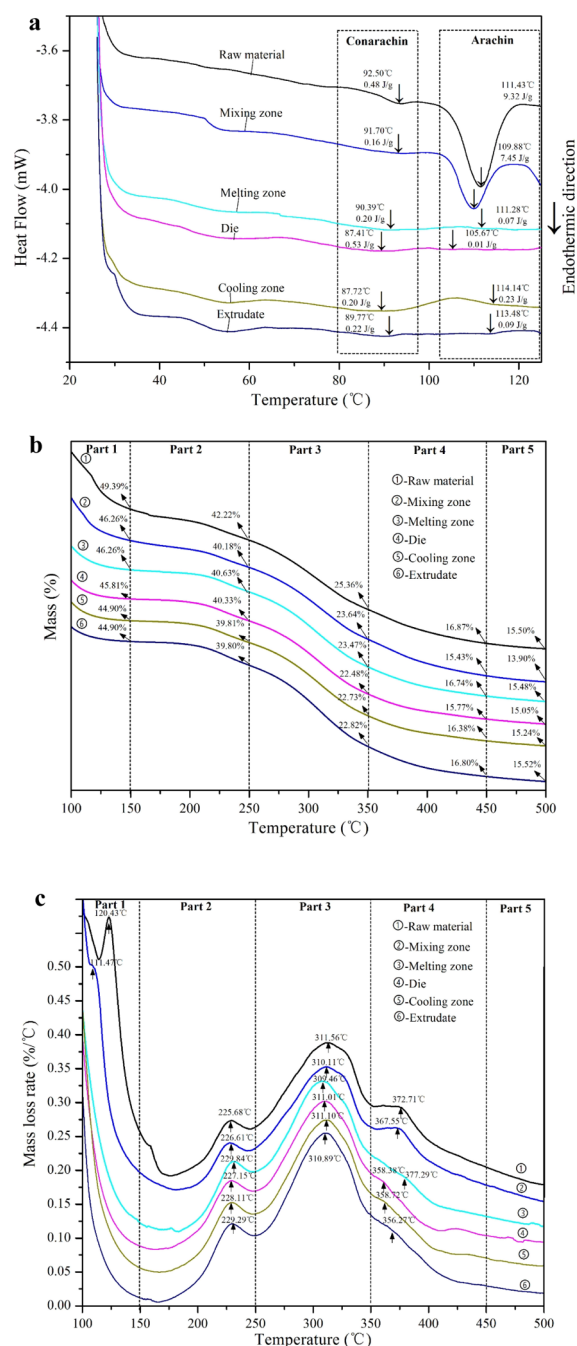 a
Conarachin
Arachin
Raw material
92.50℃
0.48 J/g
111.43℃
9.32 J/g
Mixing zone
91.70℃
0.16 J/g
109.88℃
7.45 J/g
Melting zone
90.39℃
0.20 J/g
111.28℃
0.07 J/g
Die
87.41℃
0.53 J/g
105.67℃
0.01 J/g
Cooling zone
87.72℃
0.20 J/g
114.14℃
0.23 J/g
Extrudate
89.77℃
0.22 J/g
113.48℃
0.09 J/g
-3.6
-3.8
-4.0
-4.2
-4.4
Heat Flow (mW)
Endothermic direction
20 40 60 80 100 120
Temperature (℃)
b
Part 1 Part 2 Part 3 Part 4 Part 5
①-Raw material
②-Mixing zone
③-Melting zone
④-Die
⑤-Cooling zone
⑥-Extrudate
① 49.39% 42.22% 25.36% 16.87% 15.50%
② 46.26% 40.18% 23.64% 15.43% 13.90%
③ 46.26% 40.63% 23.47% 16.74% 15.48%
④ 45.81% 40.33% 22.48% 15.77% 15.05%
⑤ 44.90% 39.81% 22.73% 16.38% 15.24%
⑥ 44.90% 39.80% 22.82% 16.80% 15.52%
Mass (%)
100 150 200 250 300 350 400 450 500
Temperature (℃)
c
Part 1 Part 2 Part 3 Part 4 Part 5
120.43℃
111.47℃
①-Raw material
②-Mixing zone
③-Melting zone
④-Die
⑤-Cooling zone
⑥-Extrudate
311.56℃
310.11℃
309.46℃
311.01℃
311.10℃
310.89℃
225.68℃
226.61℃
229.84℃
227.15℃
228.11℃
229.29℃
372.71℃
367.55℃
358.38℃
377.29℃
358.72℃
356.27℃
①
②
③
④
⑤
⑥
0.50
0.45
0.40
0.35
0.30
0.25
0.20
0.15
0.10
0.05
0.00
Mass loss rate (%/℃)
100 150 200 250 300 350 400 450 500
Temperature (℃)